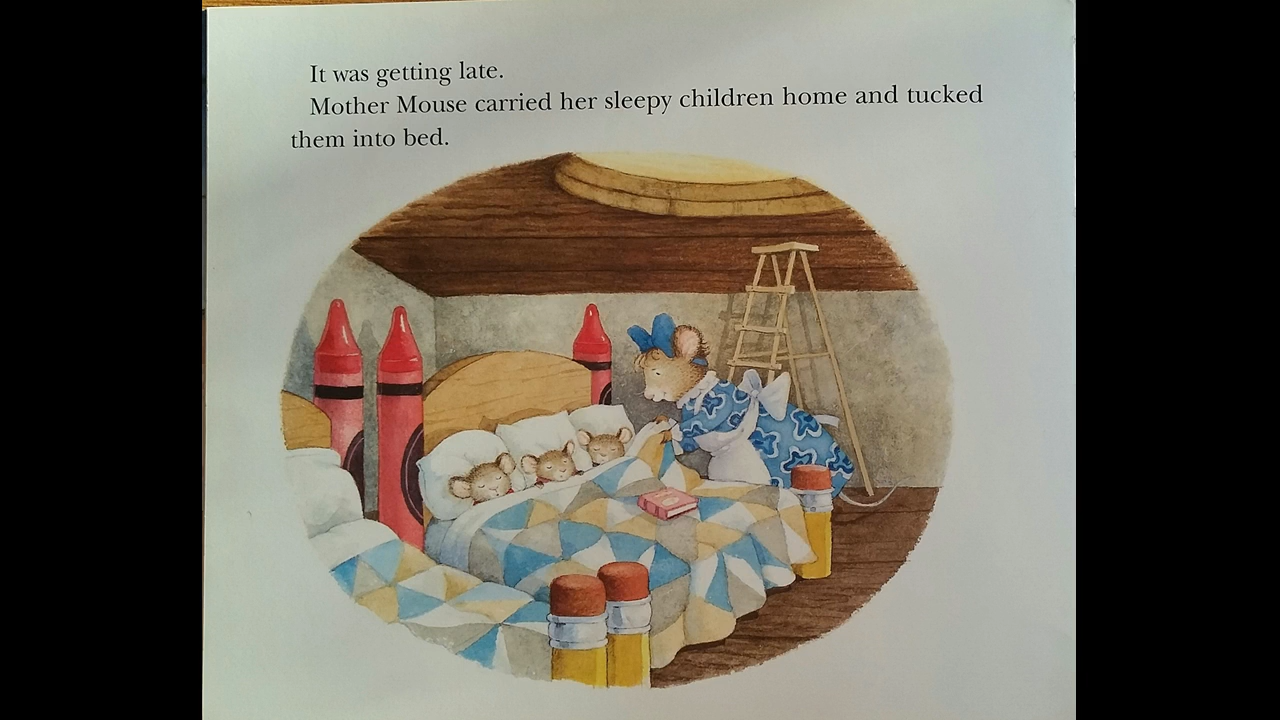 It was getting late.
Mother Mouse carried her sleepy children home and tucked
them into bed.